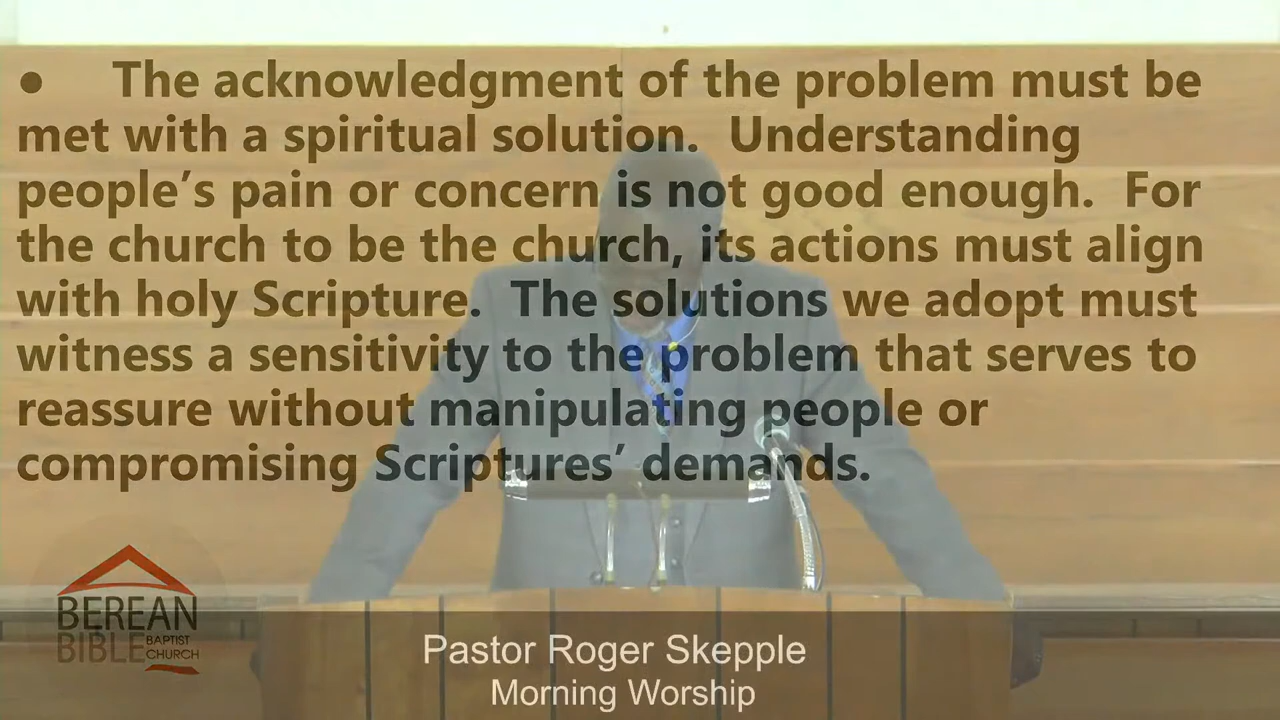 ● The acknowledgment of the problem must be
met with a spiritual solution. Understanding
people’s pain or concern is not good enough. For
the church to be the church, its actions must align
with holy Scripture. The solutions we adopt must
witness a sensitivity to the problem that serves to
reassure without manipulating people or
compromising Scriptures’ demands.
BEREAN
BIBLE BAPTIST CHURCH
Pastor Roger Skepple
Morning Worship